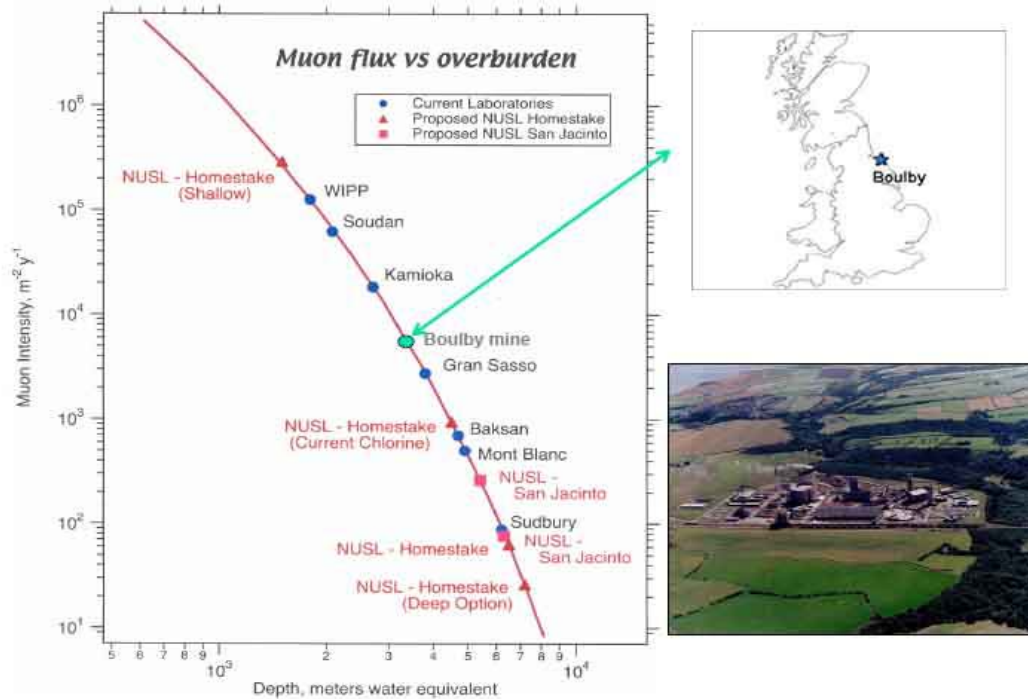 Muon flux vs overburden
Current Laboratories
Proposed NUSL Homestake
Proposed NUSL San Jacinto
NUSL - Homestake
(Shallow)
WIPP
Soudan
Kamioka
Boulby mine
Gran Sasso
NUSL - Homestake
(Current Chlorine)
Baksan
Mont Blanc
NUSL -
San Jacinto
Sudbury
NUSL - Homestake
NUSL -
San Jacinto
NUSL - Homestake
(Deep Option)
Muon Intensity, m⁻² y⁻¹
10⁶
10⁵
10⁴
10³
10²
10¹
5 6 7 8 9 10³ 2 3 4 5 6 7 8 9 10⁴
Depth, meters water equivalent
Boulby